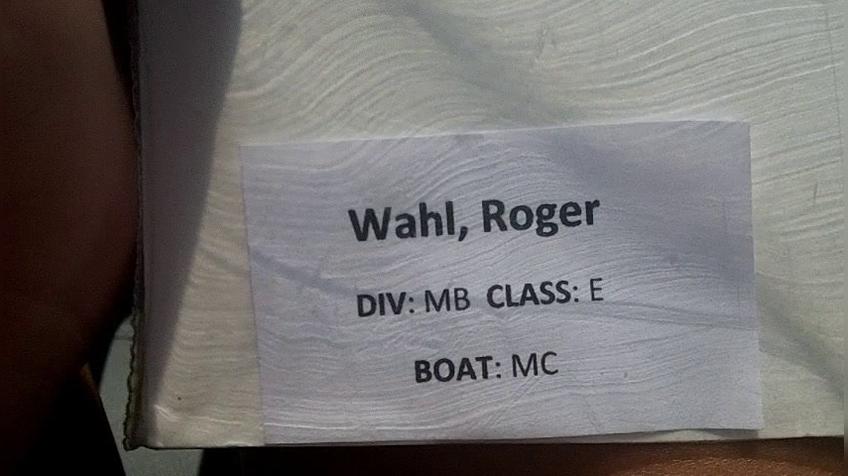 Wahl, Roger
DIV: MB CLASS: E
BOAT: MC